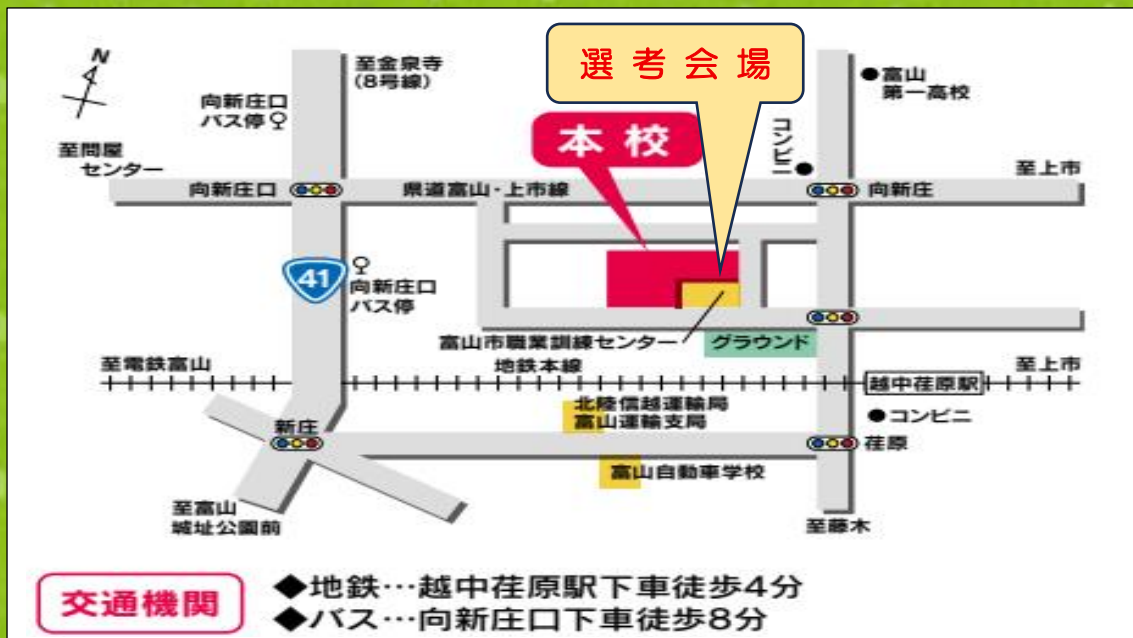 N
至金泉寺
(8号線)
選考会場
富山
第一高校
向新庄口
バス停
本校
コンビニ
至問屋
センター
向新庄口
県道富山・上市線
向新庄
至上市
41
向新庄口
バス停
富山市職業訓練センター
グラウンド
至電鉄富山
地鉄本線
至上市
越中荏原駅
北陸信越運輸局
富山運輸支局
コンビニ
新庄
荏原
富山自動車学校
至富山
城址公園前
至藤木
交通機関
◆地鉄…越中荏原駅下車徒歩4分
◆バス…向新庄口下車徒歩8分